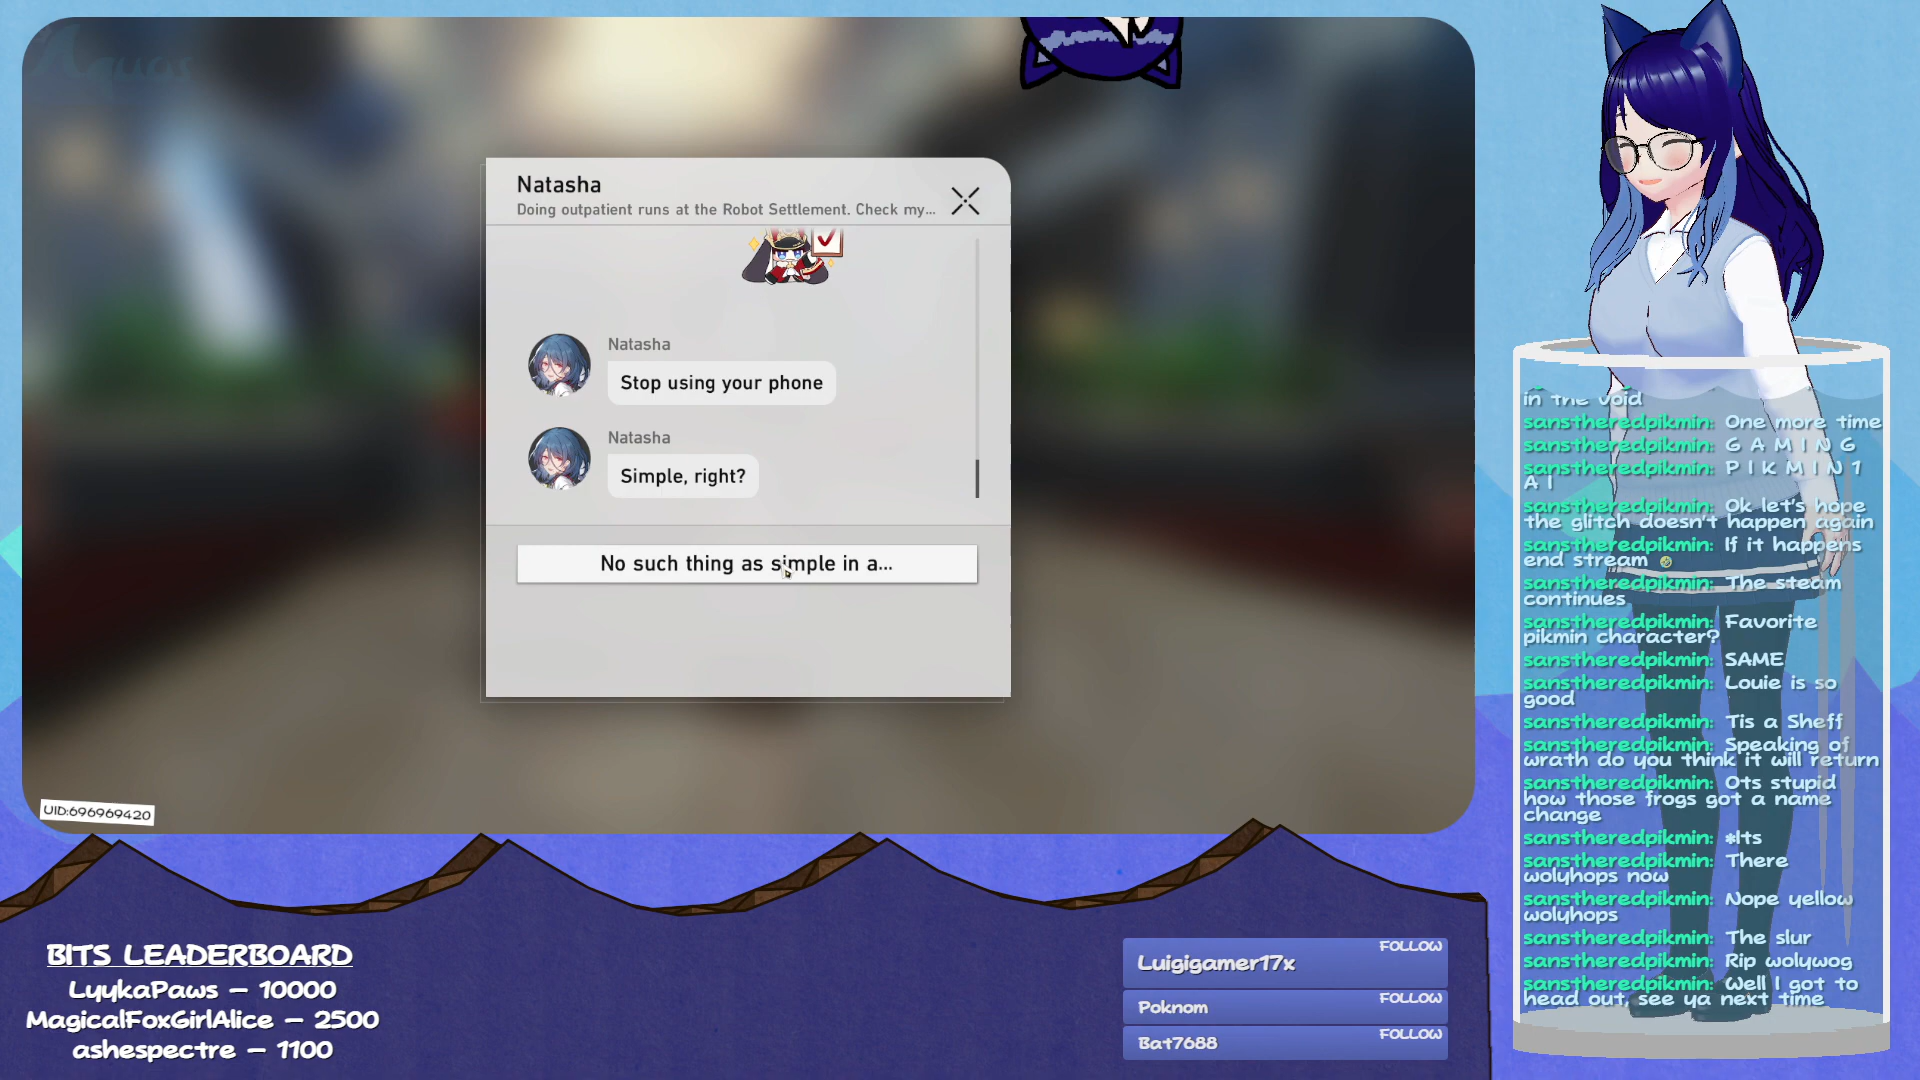 Natasha
Doing outpatient runs at the Robot Settlement. Check my...
Natasha
Stop using your phone
Natasha
Simple, right?
No such thing as simple in a...
UID:696969420
in the void
sanstheredpikmin: One more time
sanstheredpikmin: G A M I N G
sanstheredpikmin: P I K M I N 1
A I
sanstheredpikmin: Ok let's hope
the glitch doesn't happen again
sanstheredpikmin: If it happens
end stream
sanstheredpikmin: The steam
continues
sanstheredpikmin: Favorite
pikmin character?
sanstheredpikmin: SAME
sanstheredpikmin: Louie is so
good
sanstheredpikmin: Tis a Sheff
sanstheredpikmin: Speaking of
wrath do you think it will return
sanstheredpikmin: Ots stupid
how those frogs got a name
change
sanstheredpikmin: *Its
sanstheredpikmin: There
wolyhops now
sanstheredpikmin: Nope yellow
wolyhops
sanstheredpikmin: The slur
sanstheredpikmin: Rip wolywog
sanstheredpikmin: Well I got to
head out, see ya next time
BITS LEADERBOARD
LyykaPaws – 10000
MagicalFoxGirlAlice – 2500
ashespectre – 1100
Luigigamer17x FOLLOW
Poknom FOLLOW
Bat7688 FOLLOW